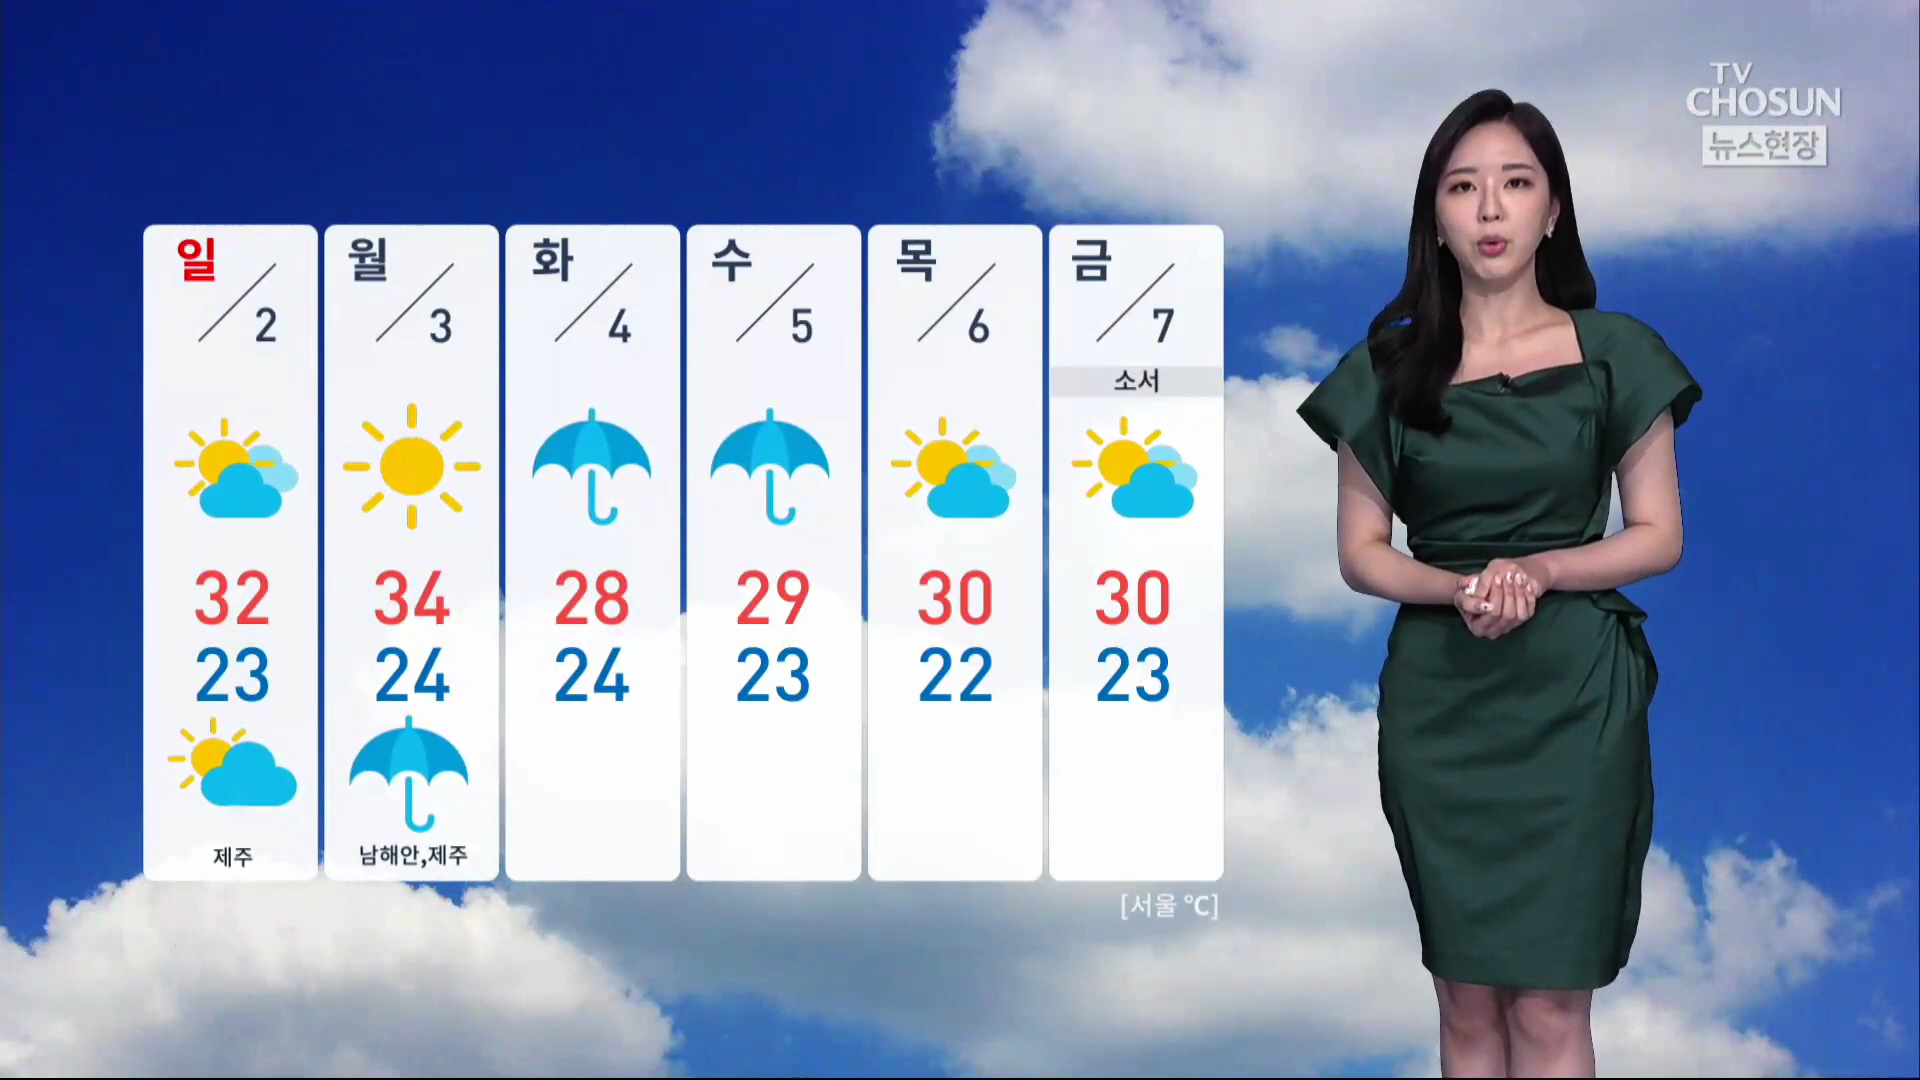 TV
CHOSUN
뉴스현장
일 월 화 수 목 금
2 3 4 5 6 7
소서
32 34 28 29 30 30
23 24 24 23 22 23
제주 남해안,제주
[서울 °C]